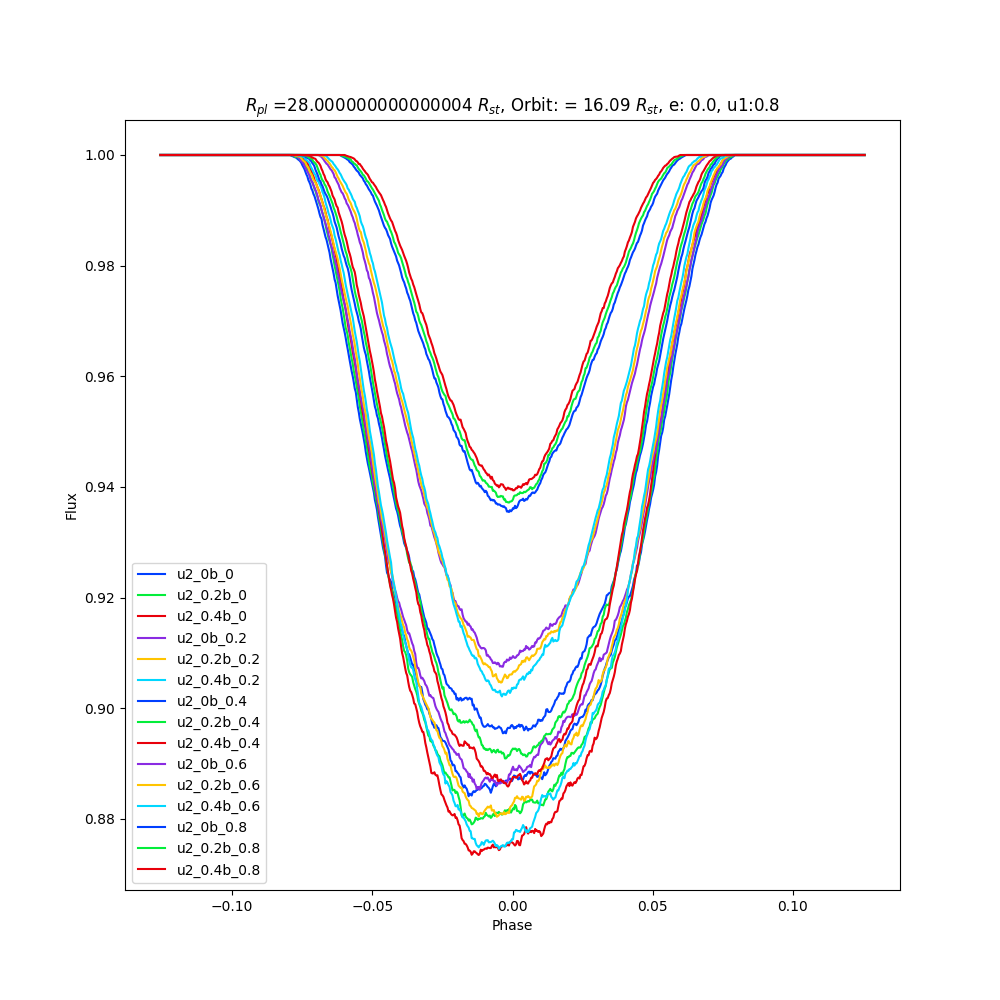 R_pl =28.000000000000004 R_st, Orbit: = 16.09 R_st, e: 0.0, u1:0.8
1.00
0.98
0.96
0.94
0.92
0.90
0.88
Flux
u2_0b_0
u2_0.2b_0
u2_0.4b_0
u2_0b_0.2
u2_0.2b_0.2
u2_0.4b_0.2
u2_0b_0.4
u2_0.2b_0.4
u2_0.4b_0.4
u2_0b_0.6
u2_0.2b_0.6
u2_0.4b_0.6
u2_0b_0.8
u2_0.2b_0.8
u2_0.4b_0.8
−0.10 −0.05 0.00 0.05 0.10
Phase